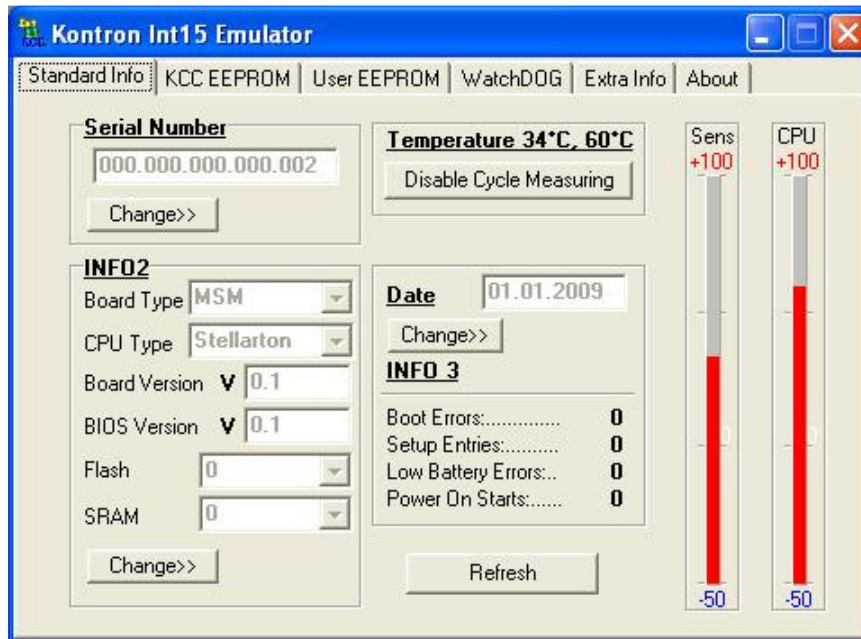 Kontron Int15 Emulator
Standard Info KCC EEPROM User EEPROM WatchDOG Extra Info About
Serial Number
000.000.000.000.002
Change>>
Temperature 34°C, 60°C
Disable Cycle Measuring
INFO2
Board Type MSM
CPU Type Stellarton
Board Version V 0.1
BIOS Version V 0.1
Flash 0
SRAM 0
Change>>
Date 01.01.2009
Change>>
INFO 3
Boot Errors:.............. 0
Setup Entries:.......... 0
Low Battery Errors:.. 0
Power On Starts:...... 0
Refresh
Sens
+100
-50
CPU
+100
-50